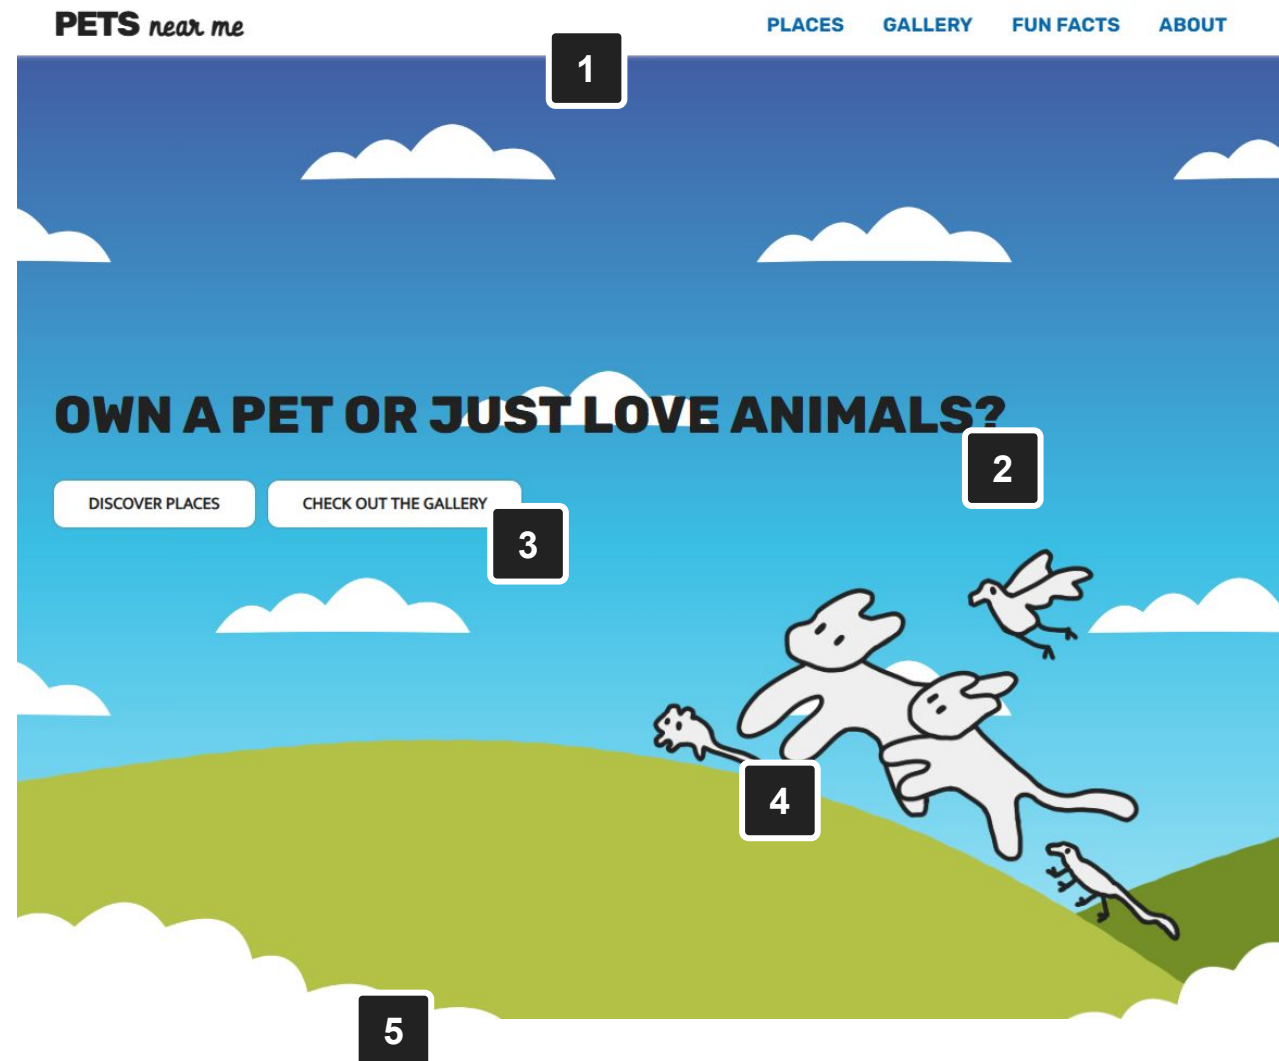 PETS near me
PLACES GALLERY FUN FACTS ABOUT
1
OWN A PET OR JUST LOVE ANIMALS?
2
DISCOVER PLACES CHECK OUT THE GALLERY
3
4
5